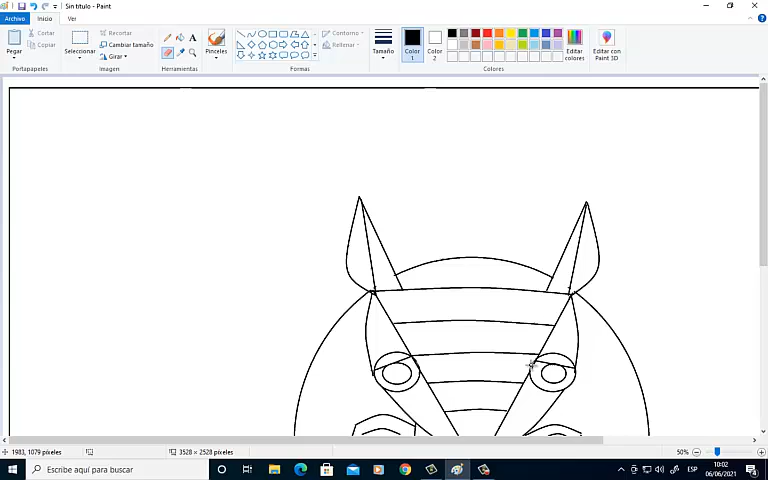 Sin título - Paint
Archivo Inicio Ver
Pegar
Cortar
Copiar
Portapapeles
Seleccionar
Recortar
Cambiar tamaño
Girar
Imagen
A
Herramientas
Pinceles
Contorno
Rellenar
Formas
Tamaño
Color 1
Color 2
Editar colores
Colores
Editar con Paint 3D
1983, 1079 píxeles
3528 × 2528 píxeles
50%
Escribe aquí para buscar
ESP
10:02
06/06/2021
4